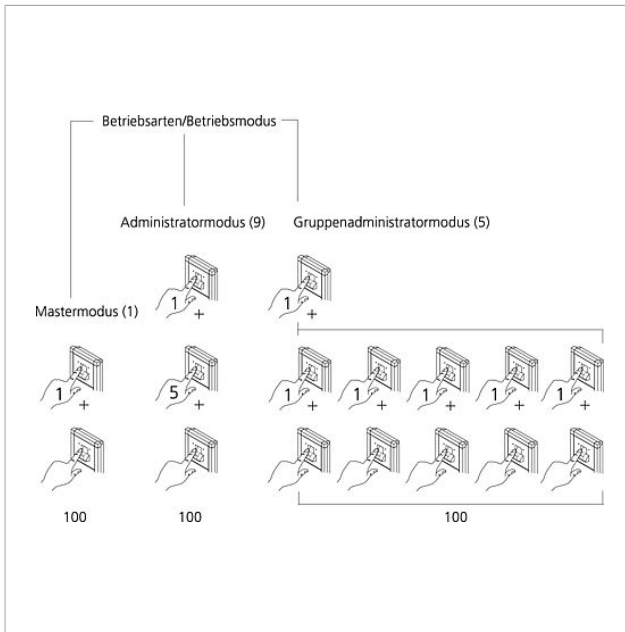 Betriebsarten/Betriebsmodus
Administratormodus (9) Gruppenadministratormodus (5)
1 + 1 +
Mastermodus (1)
1 + 5 + 1 + 1 + 1 + 1 + 1 +
100 100 100